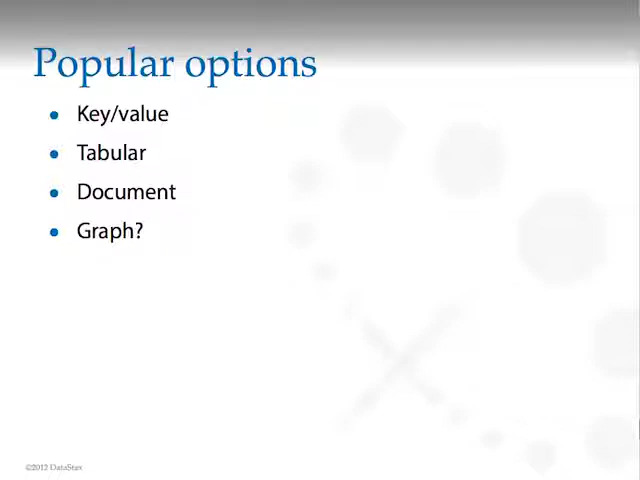 Popular options
• Key/value
• Tabular
• Document
• Graph?
©2012 DataStax